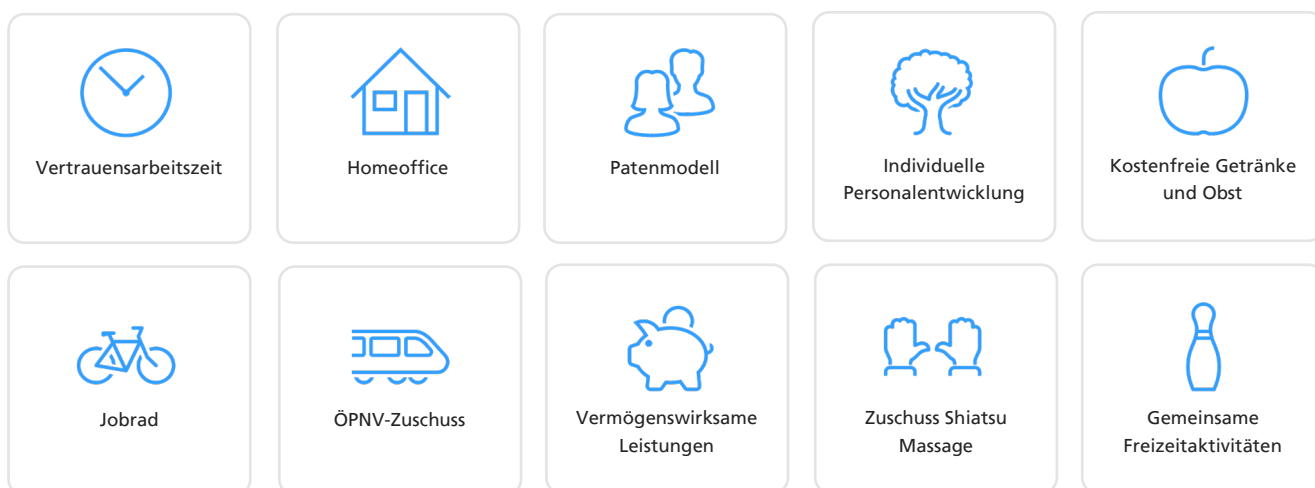 Vertrauensarbeitszeit
Homeoffice
Patenmodell
Individuelle
Personalentwicklung
Kostenfreie Getränke
und Obst
Jobrad
ÖPNV-Zuschuss
Vermögenswirksame
Leistungen
Zuschuss Shiatsu
Massage
Gemeinsame
Freizeitaktivitäten